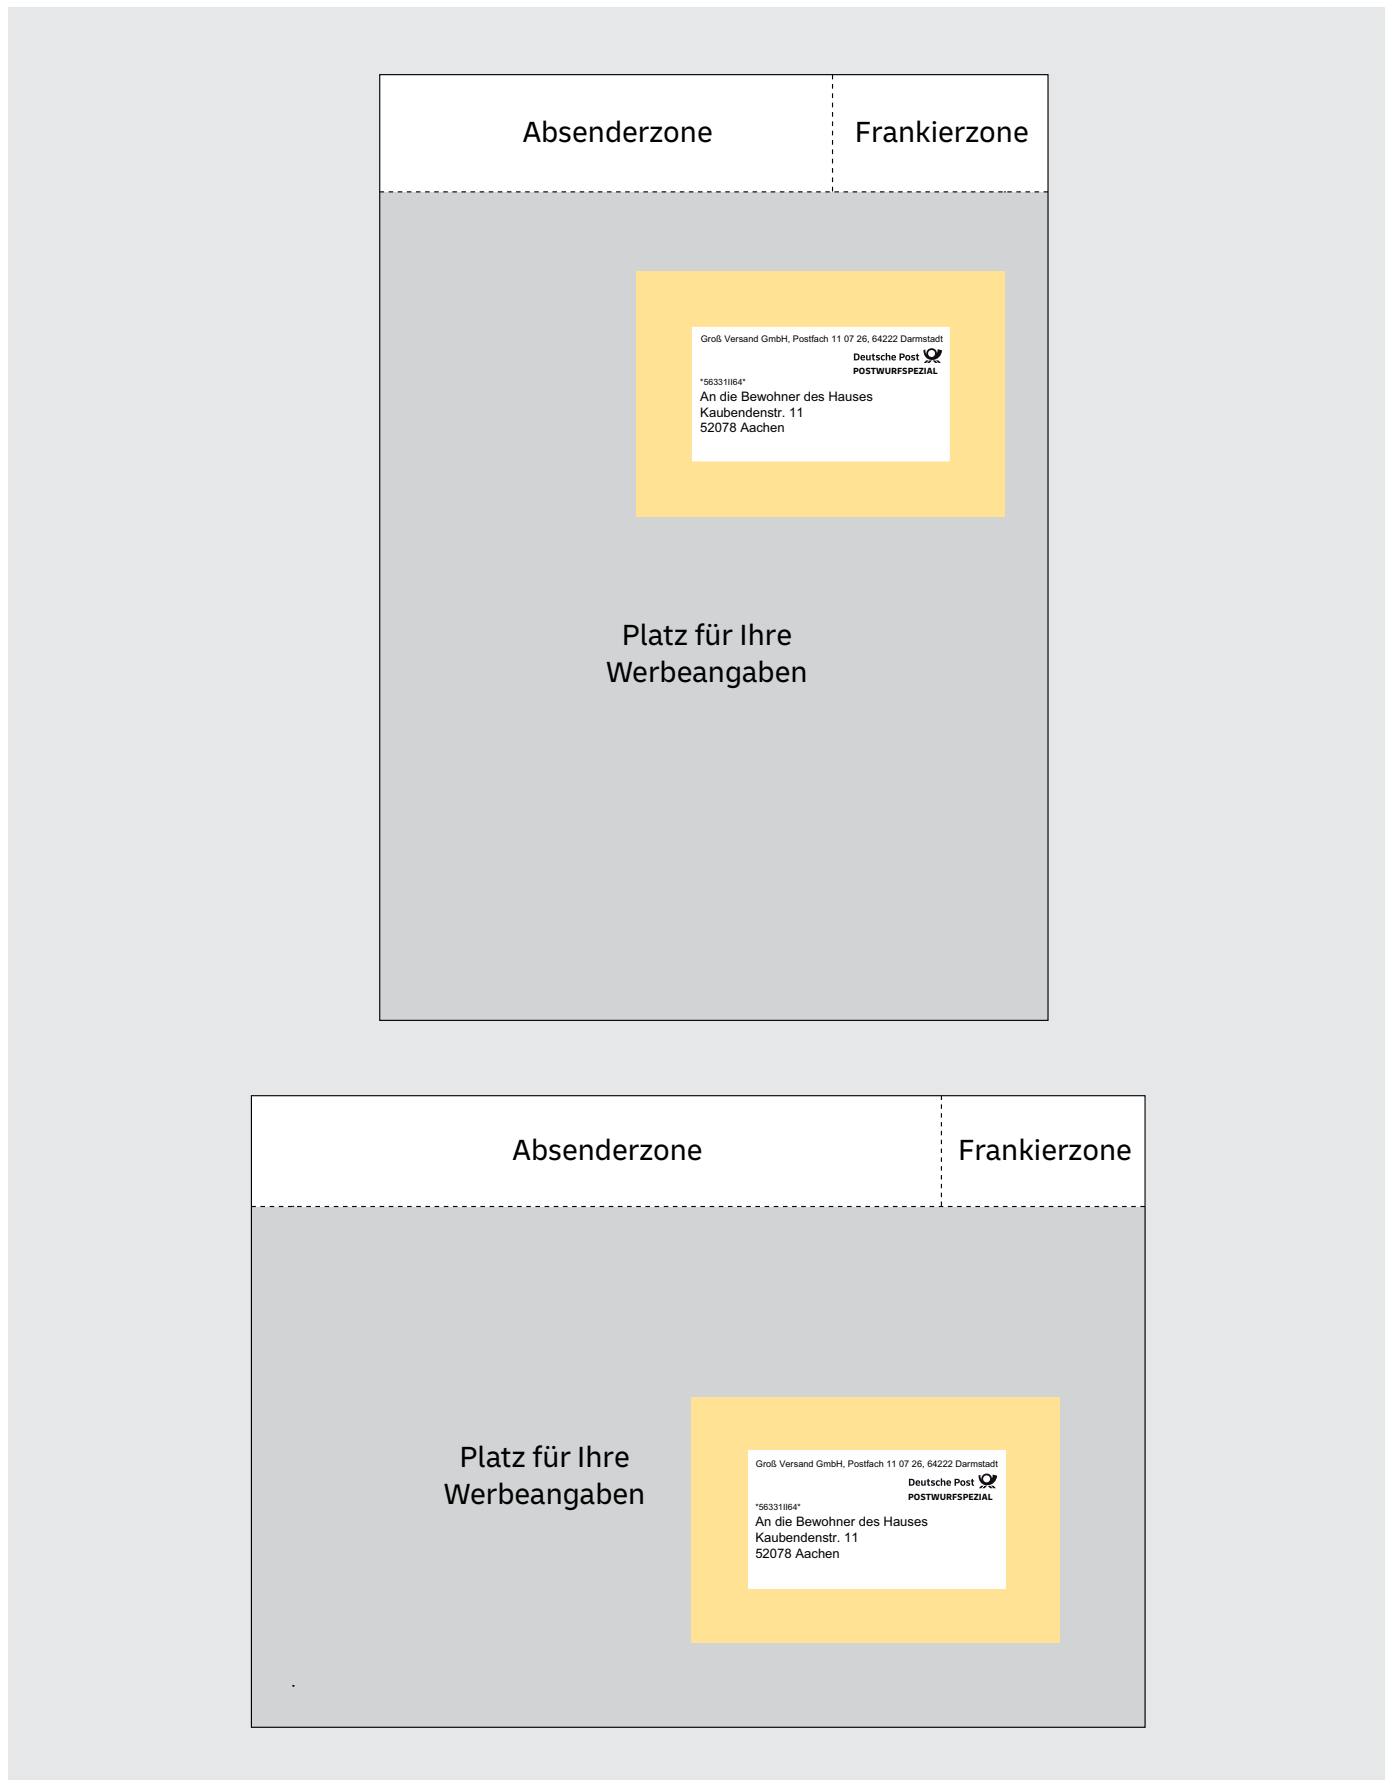 Absenderzone
Frankierzone
Groß Versand GmbH, Postfach 11 07 26, 64222 Darmstadt
Deutsche Post
POSTWURFSPEZIAL
*56331II64*
An die Bewohner des Hauses
Kaubendenstr. 11
52078 Aachen
Platz für Ihre
Werbeangaben
Absenderzone
Frankierzone
Platz für Ihre
Werbeangaben
Groß Versand GmbH, Postfach 11 07 26, 64222 Darmstadt
Deutsche Post
POSTWURFSPEZIAL
*56331II64*
An die Bewohner des Hauses
Kaubendenstr. 11
52078 Aachen